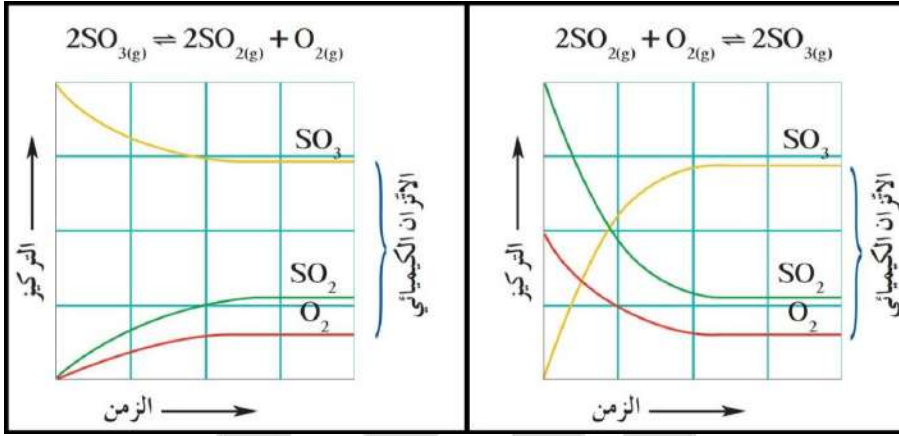 2SO₃(g) ⇌ 2SO₂(g) + O₂(g)
SO₃
SO₂
O₂
التركيز
الزمن
الاتزان الكيميائي
2SO₂(g) + O₂(g) ⇌ 2SO₃(g)
SO₃
SO₂
O₂
التركيز
الزمن
الاتزان الكيميائي